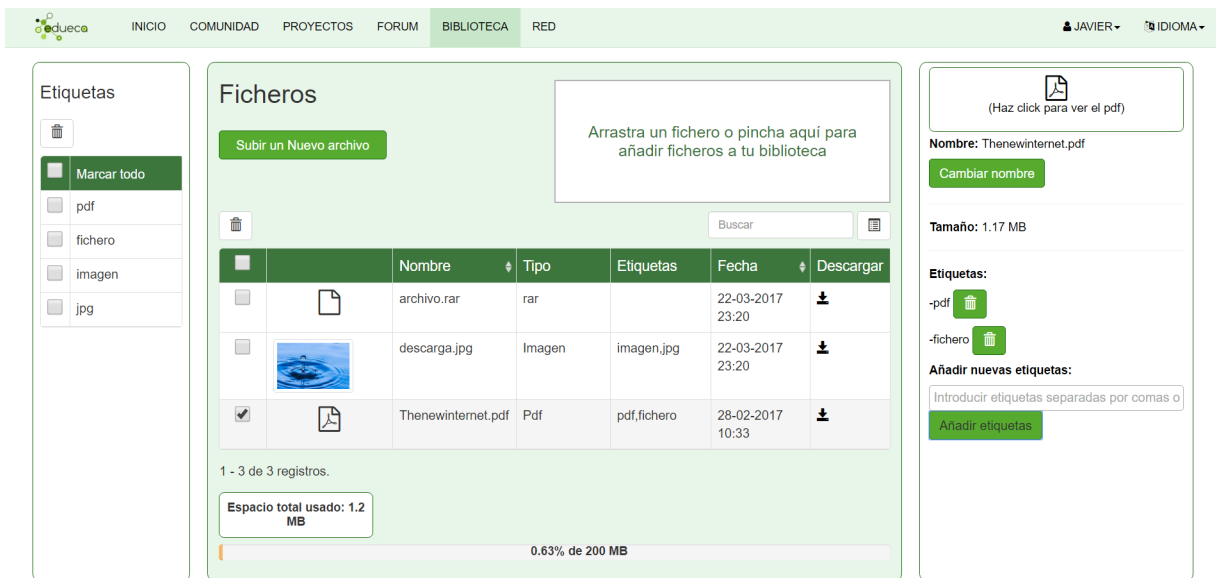 edueca INICIO COMUNIDAD PROYECTOS FORUM BIBLIOTECA RED JAVIER IDIOMA
Etiquetas
Marcar todo
pdf
fichero
imagen
jpg
Ficheros
Subir un Nuevo archivo
Arrastra un fichero o pincha aquí para
añadir ficheros a tu biblioteca
Buscar
Nombre Tipo Etiquetas Fecha Descargar
archivo.rar rar 22-03-2017
23:20
descarga.jpg Imagen imagen,jpg 22-03-2017
23:20
Thenewinternet.pdf Pdf pdf,fichero 28-02-2017
10:33
1 - 3 de 3 registros.
Espacio total usado: 1.2
MB
0.63% de 200 MB
(Haz click para ver el pdf)
Nombre: Thenewinternet.pdf
Cambiar nombre
Tamaño: 1.17 MB
Etiquetas:
-pdf
-fichero
Añadir nuevas etiquetas:
Introducir etiquetas separadas por comas o
Añadir etiquetas